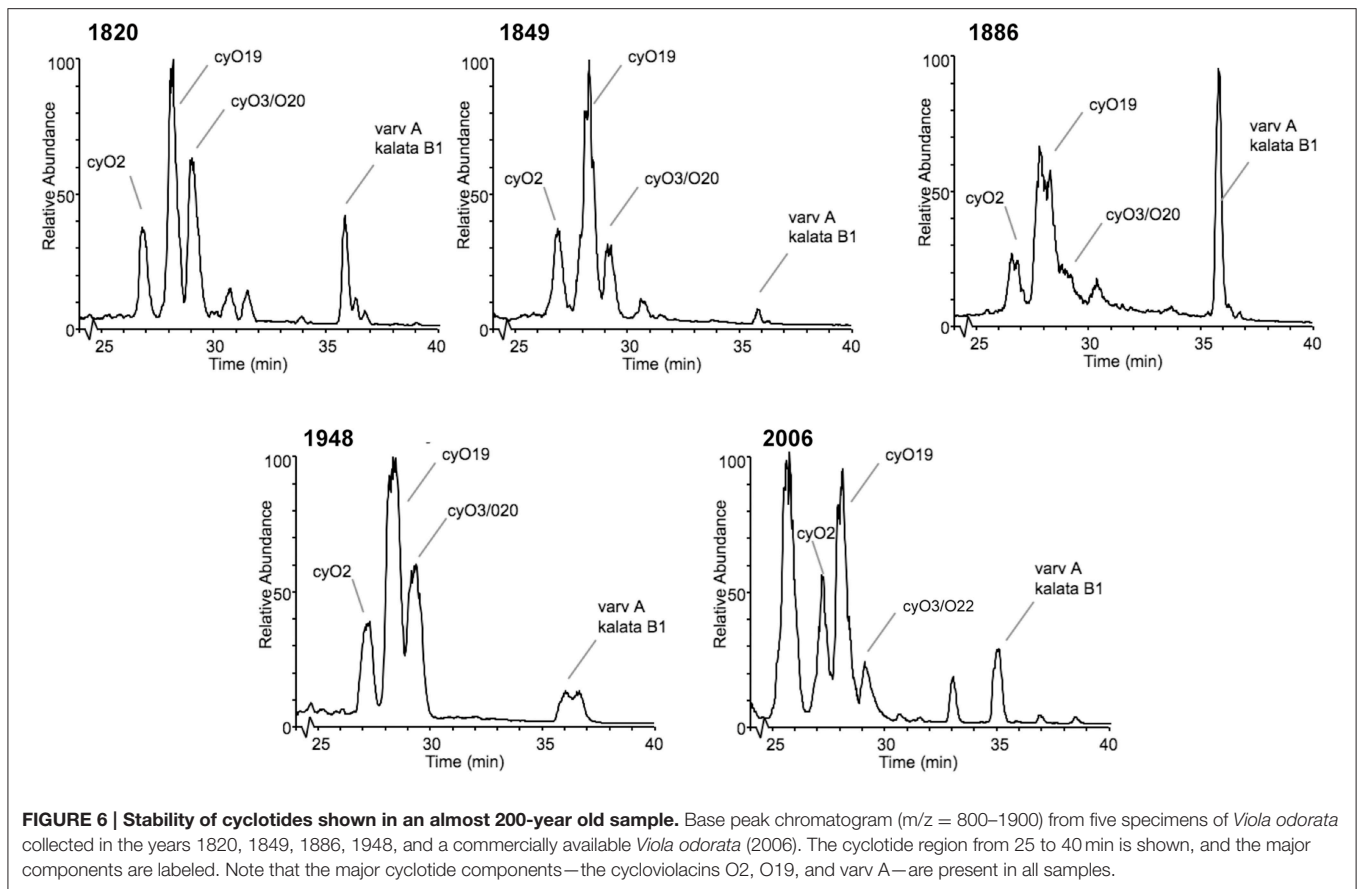 1820
100
50
0
Relative Abundance
cyO2
cyO19
cyO3/O20
varv A
kalata B1
25 30 35 40
Time (min)
1849
100
50
0
Relative Abundance
cyO2
cyO19
cyO3/O20
varv A
kalata B1
25 30 35 40
Time (min)
1886
100
50
0
Relative Abundance
cyO2
cyO19
cyO3/O20
varv A
kalata B1
25 30 35 40
Time (min)
1948
100
50
0
Relative Abundance
cyO2
cyO19
cyO3/020
varv A
kalata B1
25 30 35 40
Time (min)
2006
100
50
0
Relative Abundance
cyO2
cyO19
cyO3/O22
varv A
kalata B1
25 30 35 40
Time (min)
FIGURE 6 | Stability of cyclotides shown in an almost 200-year old sample. Base peak chromatogram (m/z = 800–1900) from five specimens of Viola odorata
collected in the years 1820, 1849, 1886, 1948, and a commercially available Viola odorata (2006). The cyclotide region from 25 to 40 min is shown, and the major
components are labeled. Note that the major cyclotide components—the cycloviolacins O2, O19, and varv A—are present in all samples.